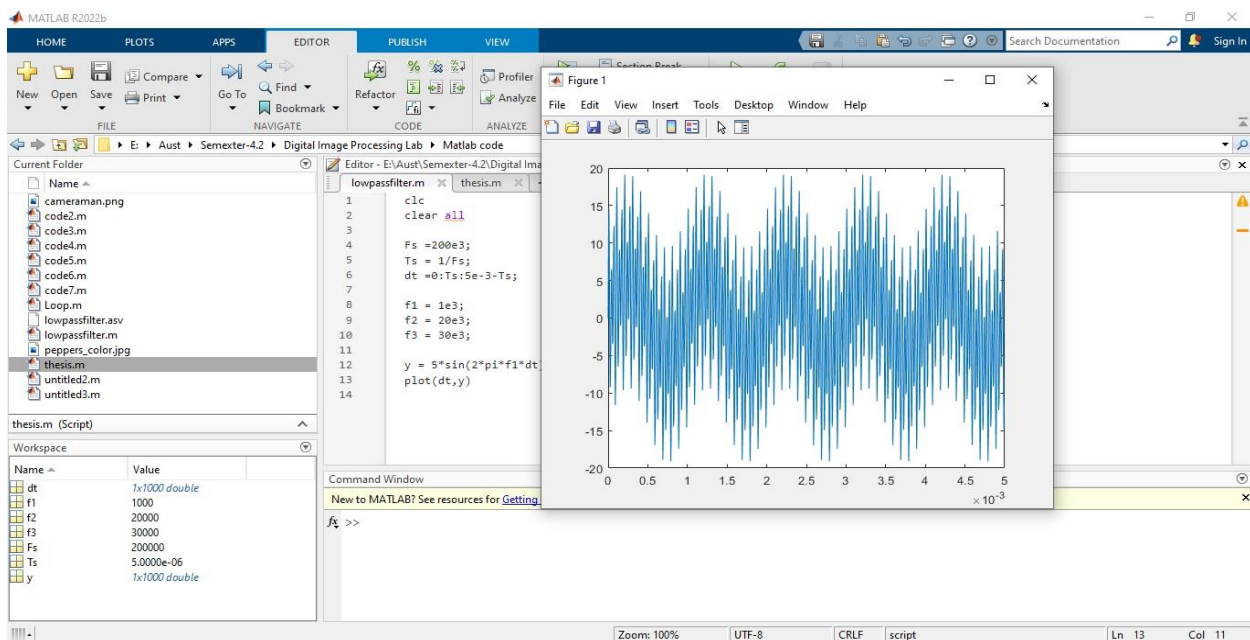 MATLAB R2022b
HOME PLOTS APPS EDITOR PUBLISH VIEW
Search Documentation Sign In
New Open Save Compare Print Go To Find Bookmark Refactor Profiler Analyze Section Break
FILE NAVIGATE CODE ANALYZE
E: Aust Semexter-4.2 Digital Image Processing Lab Matlab code
Current Folder
Name
cameraman.png
code2.m
code3.m
code4.m
code5.m
code6.m
code7.m
Loop.m
lowpassfilter.asv
lowpassfilter.m
peppers_color.jpg
thesis.m
untitled2.m
untitled3.m
thesis.m (Script)
Workspace
Name Value
dt 1x1000 double
f1 1000
f2 20000
f3 30000
Fs 200000
Ts 5.0000e-06
y 1x1000 double
Editor - E:\Aust\Semexter-4.2\Digital Ima
lowpassfilter.m thesis.m
1 clc
2 clear all
3
4 Fs =200e3;
5 Ts = 1/Fs;
6 dt =0:Ts:5e-3-Ts;
7
8 f1 = 1e3;
9 f2 = 20e3;
10 f3 = 30e3;
11
12 y = 5*sin(2*pi*f1*dt
13 plot(dt,y)
14
Command Window
New to MATLAB? See resources for Getting
fx >>
Figure 1
File Edit View Insert Tools Desktop Window Help
20
15
10
5
0
-5
-10
-15
-20
0 0.5 1 1.5 2 2.5 3 3.5 4 4.5 5
×10-3
Zoom: 100% UTF-8 CRLF script Ln 13 Col 11